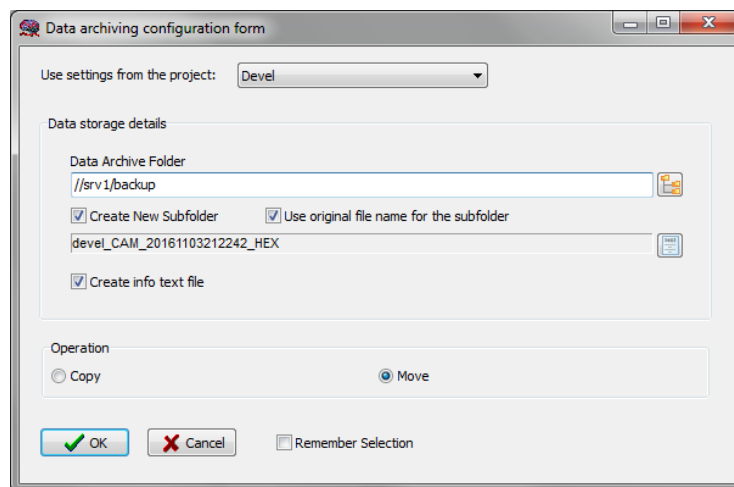 Data archiving configuration form
Use settings from the project: Devel
Data storage details
Data Archive Folder
//srv1/backup
Create New Subfolder Use original file name for the subfolder
devel_CAM_20161103212242_HEX
Create info text file
Operation
Copy Move
OK Cancel Remember Selection